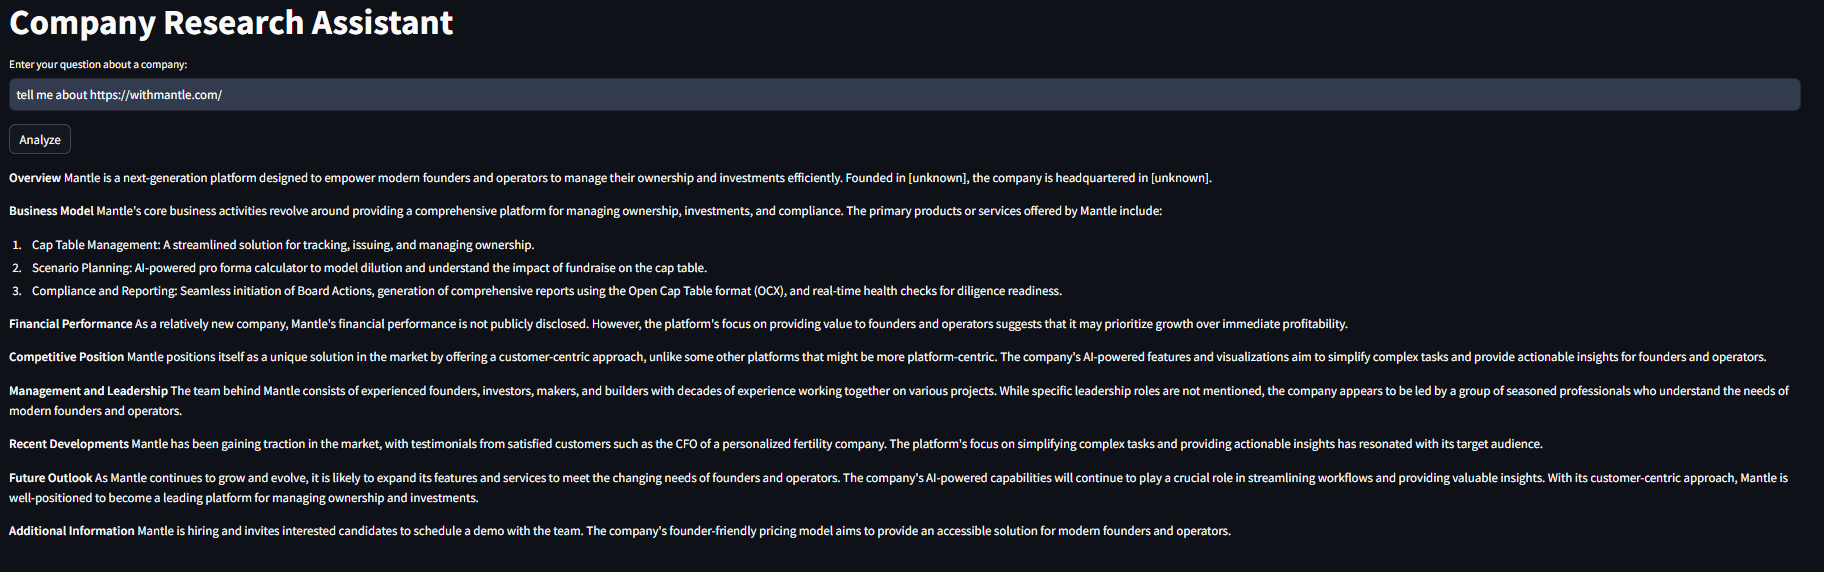 Company Research Assistant
Enter your question about a company:
tell me about https://withmantle.com/
Analyze
Overview Mantle is a next-generation platform designed to empower modern founders and operators to manage their ownership and investments efficiently. Founded in [unknown], the company is headquartered in [unknown].
Business Model Mantle's core business activities revolve around providing a comprehensive platform for managing ownership, investments, and compliance. The primary products or services offered by Mantle include:
1. Cap Table Management: A streamlined solution for tracking, issuing, and managing ownership.
2. Scenario Planning: AI-powered pro forma calculator to model dilution and understand the impact of fundraise on the cap table.
3. Compliance and Reporting: Seamless initiation of Board Actions, generation of comprehensive reports using the Open Cap Table format (OCX), and real-time health checks for diligence readiness.
Financial Performance As a relatively new company, Mantle's financial performance is not publicly disclosed. However, the platform's focus on providing value to founders and operators suggests that it may prioritize growth over immediate profitability.
Competitive Position Mantle positions itself as a unique solution in the market by offering a customer-centric approach, unlike some other platforms that might be more platform-centric. The company's AI-powered features and visualizations aim to simplify complex tasks and provide actionable insights for founders and operators.
Management and Leadership The team behind Mantle consists of experienced founders, investors, makers, and builders with decades of experience working together on various projects. While specific leadership roles are not mentioned, the company appears to be led by a group of seasoned professionals who understand the needs of
modern founders and operators.
Recent Developments Mantle has been gaining traction in the market, with testimonials from satisfied customers such as the CFO of a personalized fertility company. The platform's focus on simplifying complex tasks and providing actionable insights has resonated with its target audience.
Future Outlook As Mantle continues to grow and evolve, it is likely to expand its features and services to meet the changing needs of founders and operators. The company's AI-powered capabilities will continue to play a crucial role in streamlining workflows and providing valuable insights. With its customer-centric approach, Mantle is
well-positioned to become a leading platform for managing ownership and investments.
Additional Information Mantle is hiring and invites interested candidates to schedule a demo with the team. The company's founder-friendly pricing model aims to provide an accessible solution for modern founders and operators.